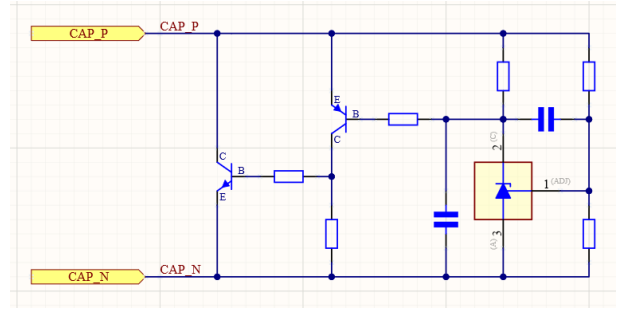 CAP_P CAP_P
E
B
C
C
B
E
2 (C)
1 (ADJ)
3 (A)
CAP_N CAP_N